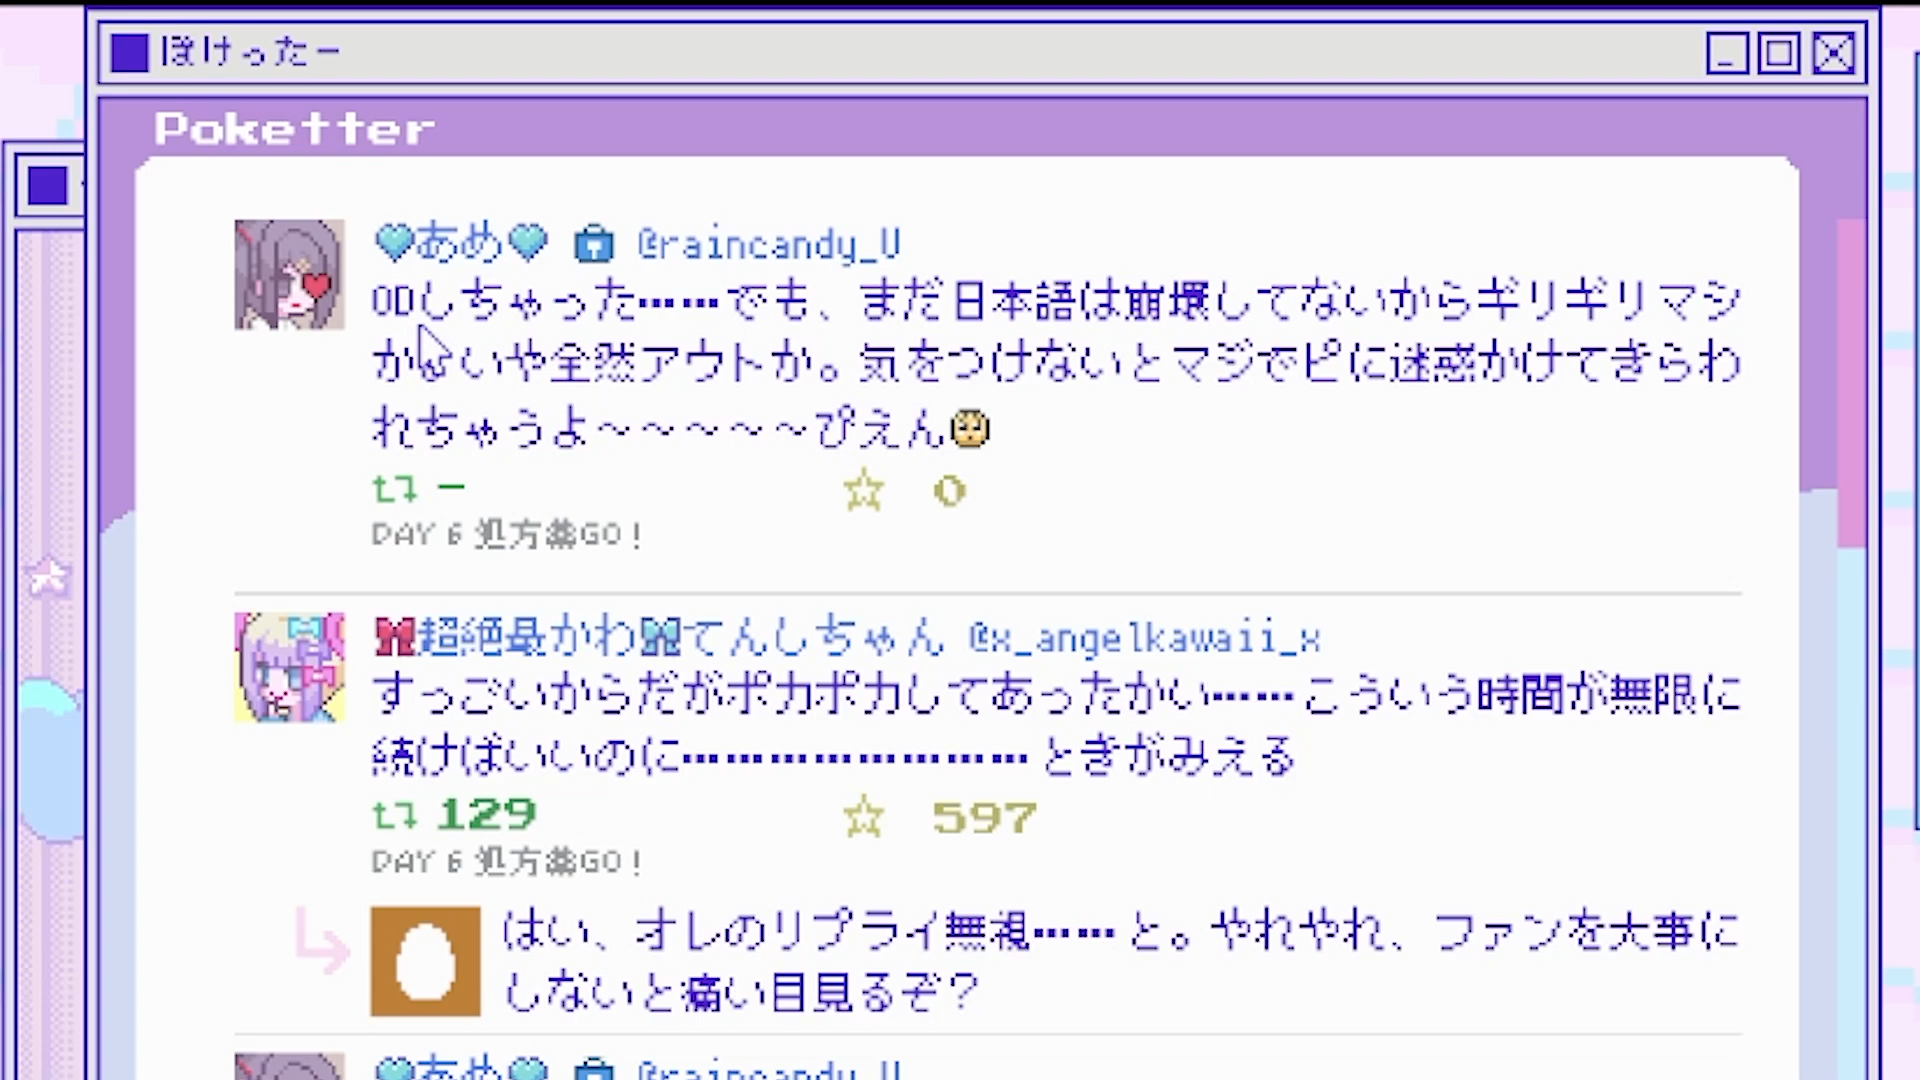 ぽけったー
Poketter
🩵あめ🩵 @raincandy_U
ODしちゃった……でも、まだ日本語は崩壊してないからギリギリマシ
か…いや全然アウトか。気をつけないとマジでピに迷惑かけてきらわ
れちゃうよ～～～～～ぴえん🥺
- ☆ 0
DAY 6 処方薬GO!
超絶最かわ てんしちゃん @x_angelkawaii_x
すっごいからだがポカポカしてあったかい……こういう時間が無限に
続けばいいのに……………………ときがみえる
129 ☆ 597
DAY 6 処方薬GO!
はい、オレのリプライ無視……と。やれやれ、ファンを大事に
しないと痛い目見るぞ?
🩵あめ🩵 @raincandy_U